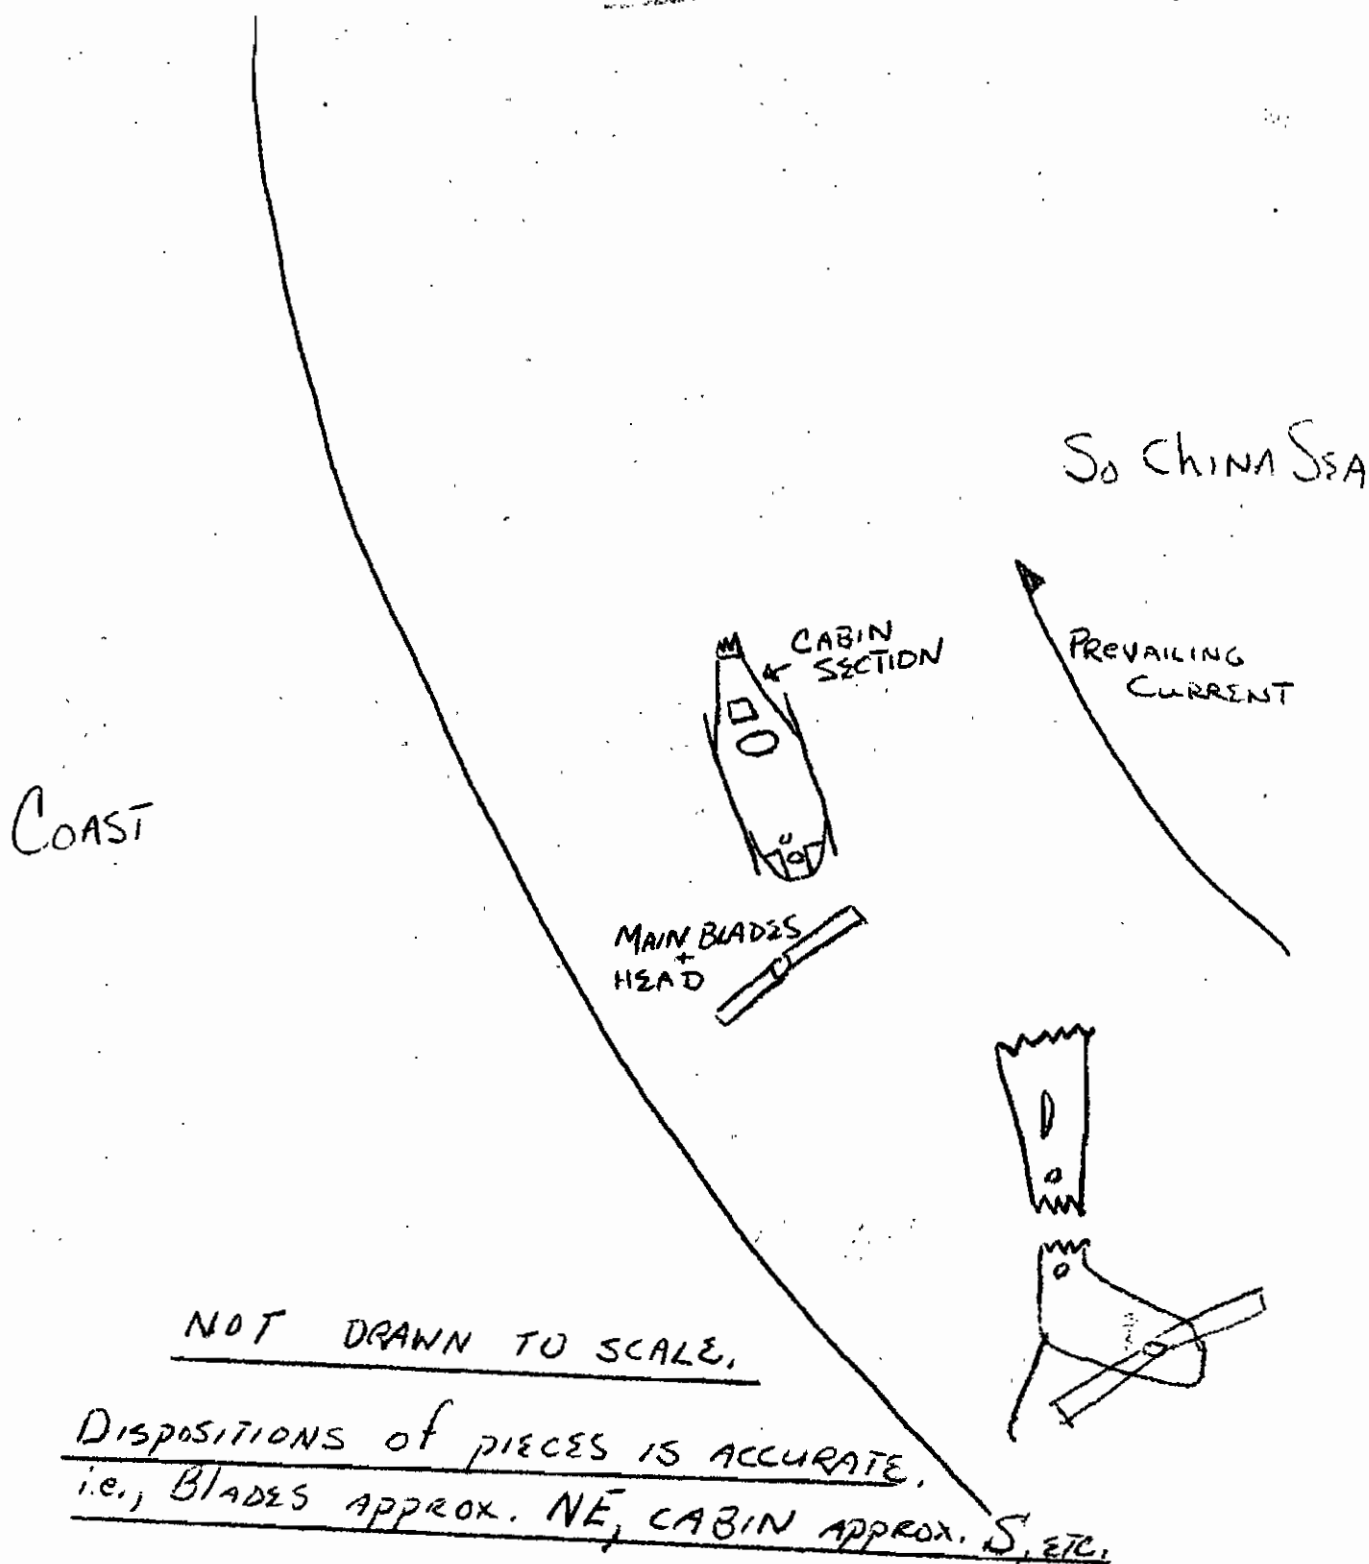 So China Sea
CABIN
SECTION
PREVAILING
CURRENT
COAST
MAIN BLADES
+
HEAD
NOT DRAWN TO SCALE.
DISPOSITIONS of PIECES IS ACCURATE.
i.e., BLADES APPROX. NE, CABIN APPROX. S, ETC.